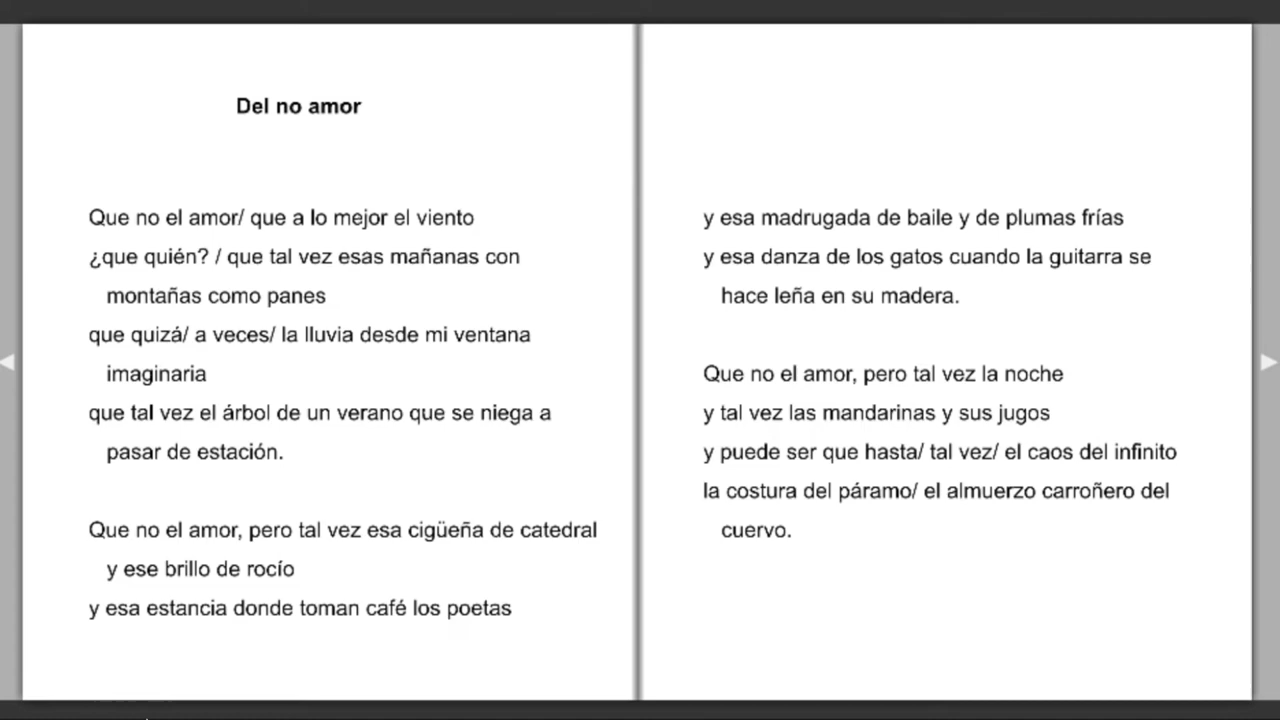 Del no amor
Que no el amor/ que a lo mejor el viento
¿que quién? / que tal vez esas mañanas con
montañas como panes
que quizá/ a veces/ la lluvia desde mi ventana
imaginaria
que tal vez el árbol de un verano que se niega a
pasar de estación.
Que no el amor, pero tal vez esa cigüeña de catedral
y ese brillo de rocío
y esa estancia donde toman café los poetas
y esa madrugada de baile y de plumas frías
y esa danza de los gatos cuando la guitarra se
hace leña en su madera.
Que no el amor, pero tal vez la noche
y tal vez las mandarinas y sus jugos
y puede ser que hasta/ tal vez/ el caos del infinito
la costura del páramo/ el almuerzo carroñero del
cuervo.